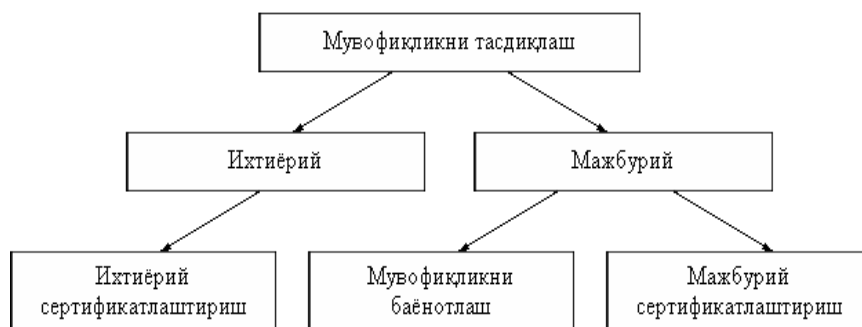 Мувофиқликни тасдиқлаш
Ихтиёрий
Мажбурий
Ихтиёрий
сертификатлаштириш
Мувофиқликни
баёнотлаш
Мажбурий
сертификатлаштириш